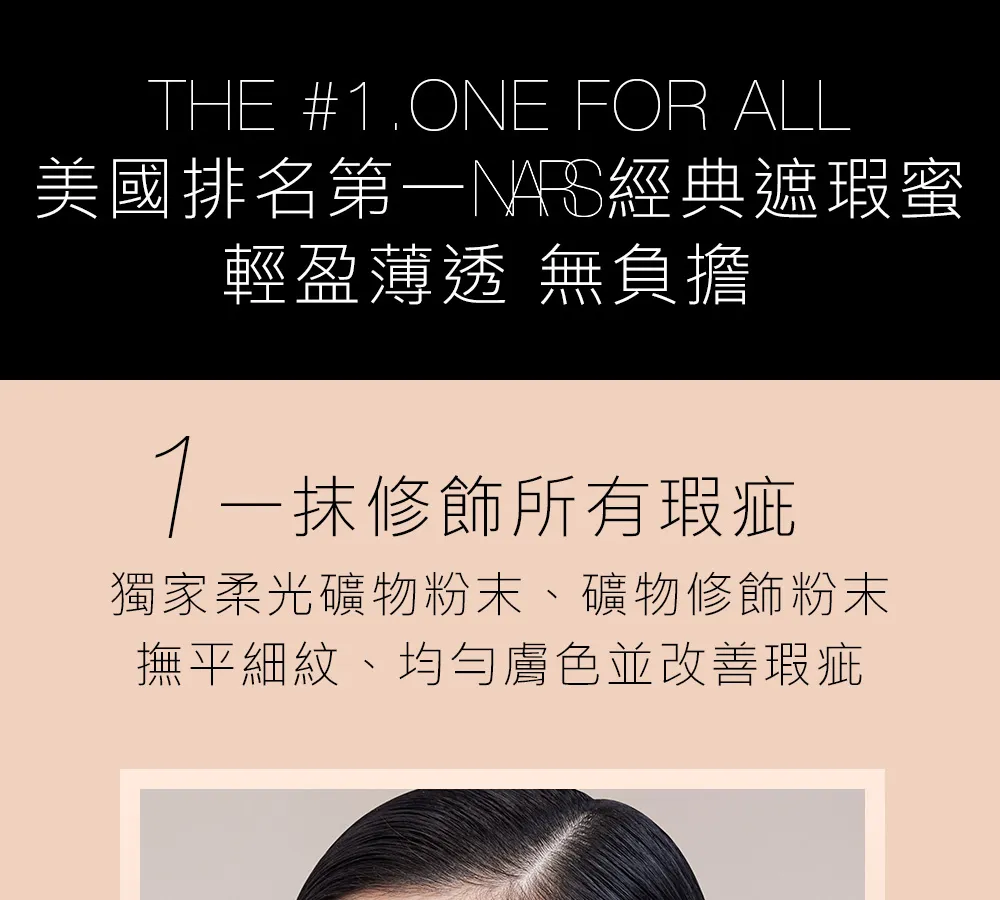 THE #1.ONE FOR ALL
美國排名第一NARS經典遮瑕蜜
輕盈薄透 無負擔
1 一抹修飾所有瑕疵
獨家柔光礦物粉末、礦物修飾粉末
撫平細紋、均勻膚色並改善瑕疵